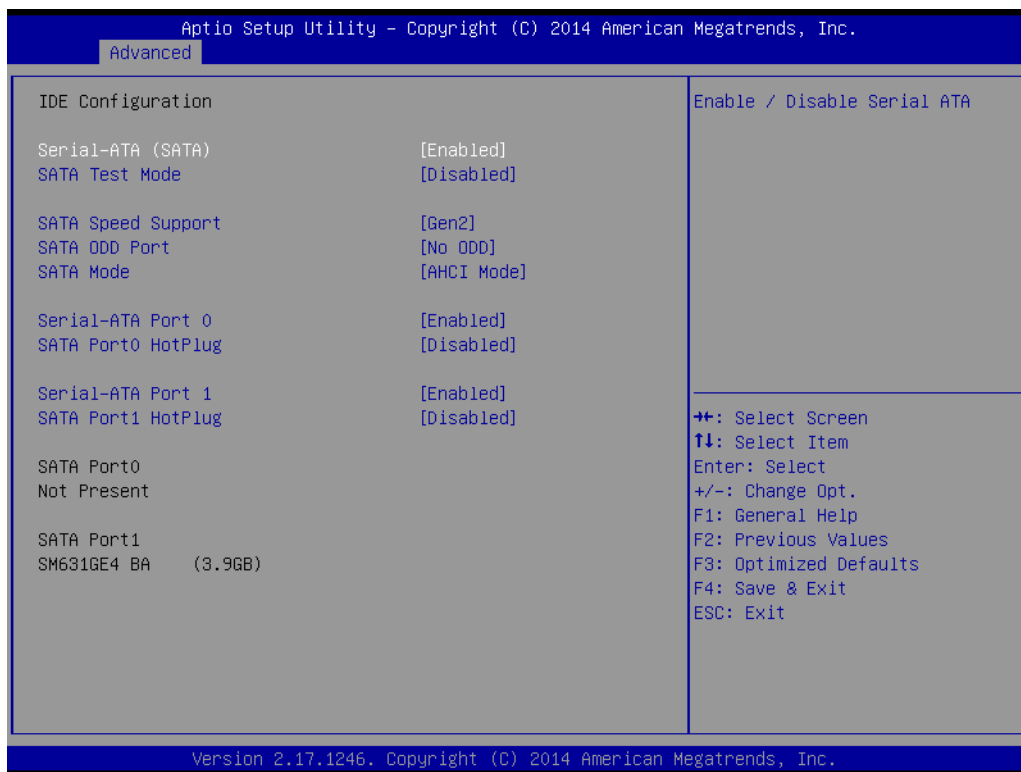 Aptio Setup Utility – Copyright (C) 2014 American Megatrends, Inc.
Advanced
IDE Configuration
Serial-ATA (SATA) [Enabled]
SATA Test Mode [Disabled]
SATA Speed Support [Gen2]
SATA ODD Port [No ODD]
SATA Mode [AHCI Mode]
Serial-ATA Port 0 [Enabled]
SATA Port0 HotPlug [Disabled]
Serial-ATA Port 1 [Enabled]
SATA Port1 HotPlug [Disabled]
SATA Port0
Not Present
SATA Port1
SM631GE4 BA (3.9GB)
Enable / Disable Serial ATA
→←: Select Screen
↑↓: Select Item
Enter: Select
+/-: Change Opt.
F1: General Help
F2: Previous Values
F3: Optimized Defaults
F4: Save & Exit
ESC: Exit
Version 2.17.1246. Copyright (C) 2014 American Megatrends, Inc.